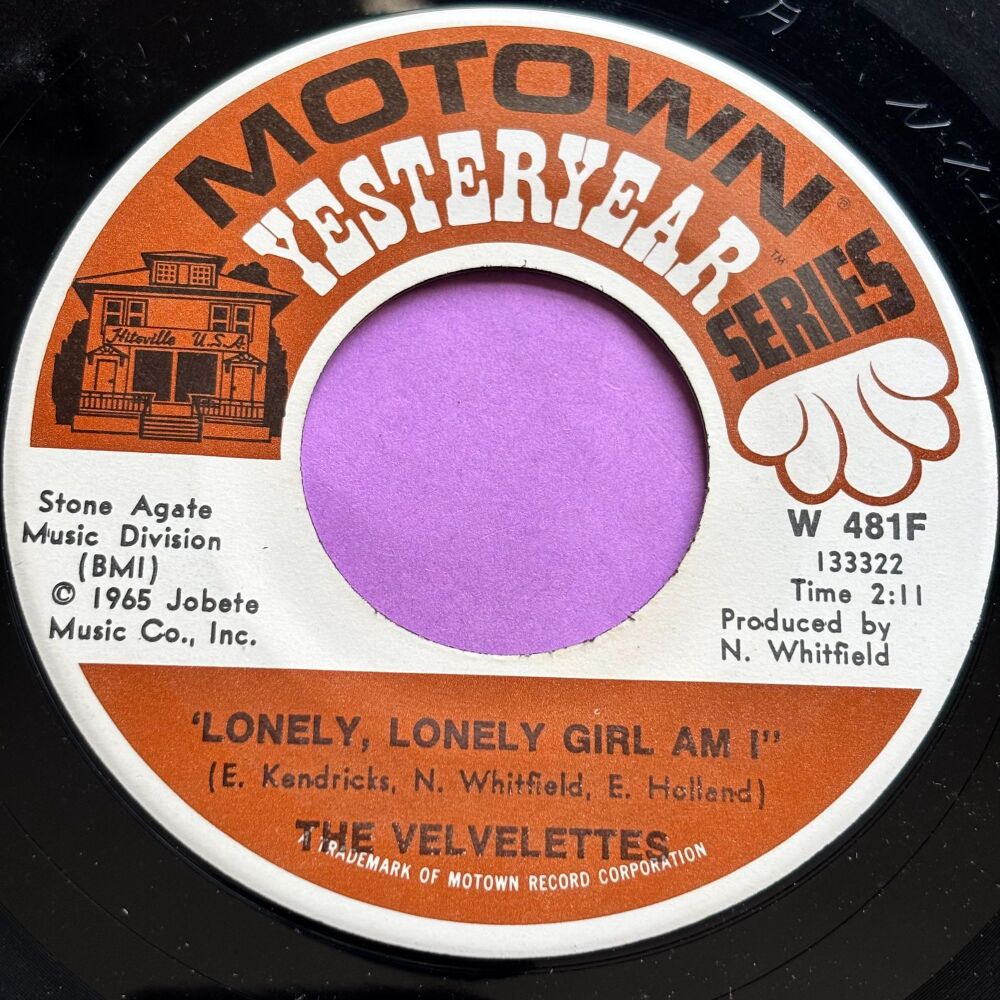 MOTOWN®
YESTERYEAR™
SERIES
Hitsville U.S.A.
Stone Agate
Music Division
(BMI)
© 1965 Jobete
Music Co., Inc.
W 481F
133322
Time 2:11
Produced by
N. Whitfield
'LONELY, LONELY GIRL AM I"
(E. Kendricks, N. Whitfield, E. Holland)
THE VELVELETTES
A TRADEMARK OF MOTOWN RECORD CORPORATION